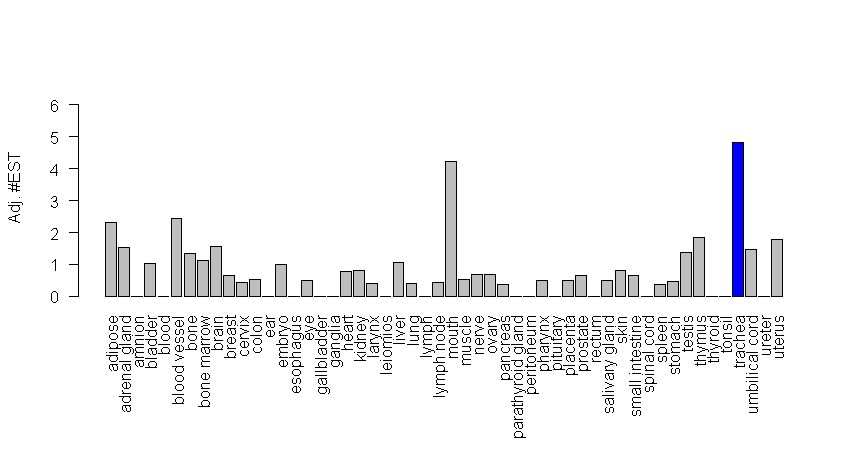 Adj. #EST
6
5
4
3
2
1
0
adipose
adrenal gland
amnion
bladder
blood
blood vessel
bone
bone marrow
brain
breast
cervix
colon
ear
embryo
esophagus
eye
gallbladder
ganglia
heart
kidney
larynx
leiomios
liver
lung
lymph
lymph node
mouth
muscle
nerve
ovary
pancreas
parathyroid gland
peritoneum
pharynx
pituitary
placenta
prostate
rectum
salivary gland
skin
small intestine
spinal cord
spleen
stomach
testis
thymus
thyroid
tonsil
trachea
umbilical cord
ureter
uterus